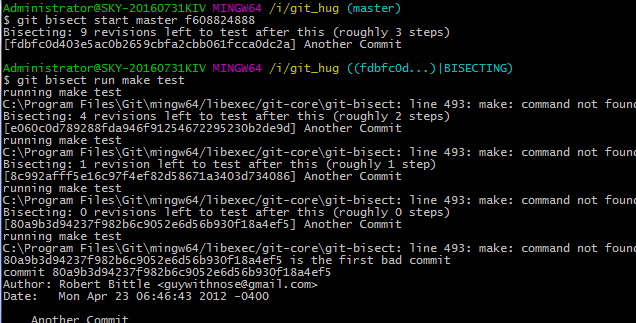 Administrator@SKY-20160731KIV MINGW64 /i/git_hug (master)
$ git bisect start master f608824888
Bisecting: 9 revisions left to test after this (roughly 3 steps)
[fdbfc0d403e5ac0b2659cbfa2cbb061fcca0dc2a] Another Commit
Administrator@SKY-20160731KIV MINGW64 /i/git_hug ((fdbfc0d...)|BISECTING)
$ git bisect run make test
running make test
C:\Program Files\Git\mingw64/libexec/git-core\git-bisect: line 493: make: command not found
Bisecting: 4 revisions left to test after this (roughly 2 steps)
[e060c0d789288fda946f91254672295230b2de9d] Another Commit
running make test
C:\Program Files\Git\mingw64/libexec/git-core\git-bisect: line 493: make: command not found
Bisecting: 1 revision left to test after this (roughly 1 step)
[8c992afff5e16c97f4ef82d58671a3403d734086] Another Commit
running make test
C:\Program Files\Git\mingw64/libexec/git-core\git-bisect: line 493: make: command not found
Bisecting: 0 revisions left to test after this (roughly 0 steps)
[80a9b3d94237f982b6c9052e6d56b930f18a4ef5] Another Commit
running make test
C:\Program Files\Git\mingw64/libexec/git-core\git-bisect: line 493: make: command not found
80a9b3d94237f982b6c9052e6d56b930f18a4ef5 is the first bad commit
commit 80a9b3d94237f982b6c9052e6d56b930f18a4ef5
Author: Robert Bittle <guywithnose@gmail.com>
Date:   Mon Apr 23 06:46:43 2012 -0400
Another Commit